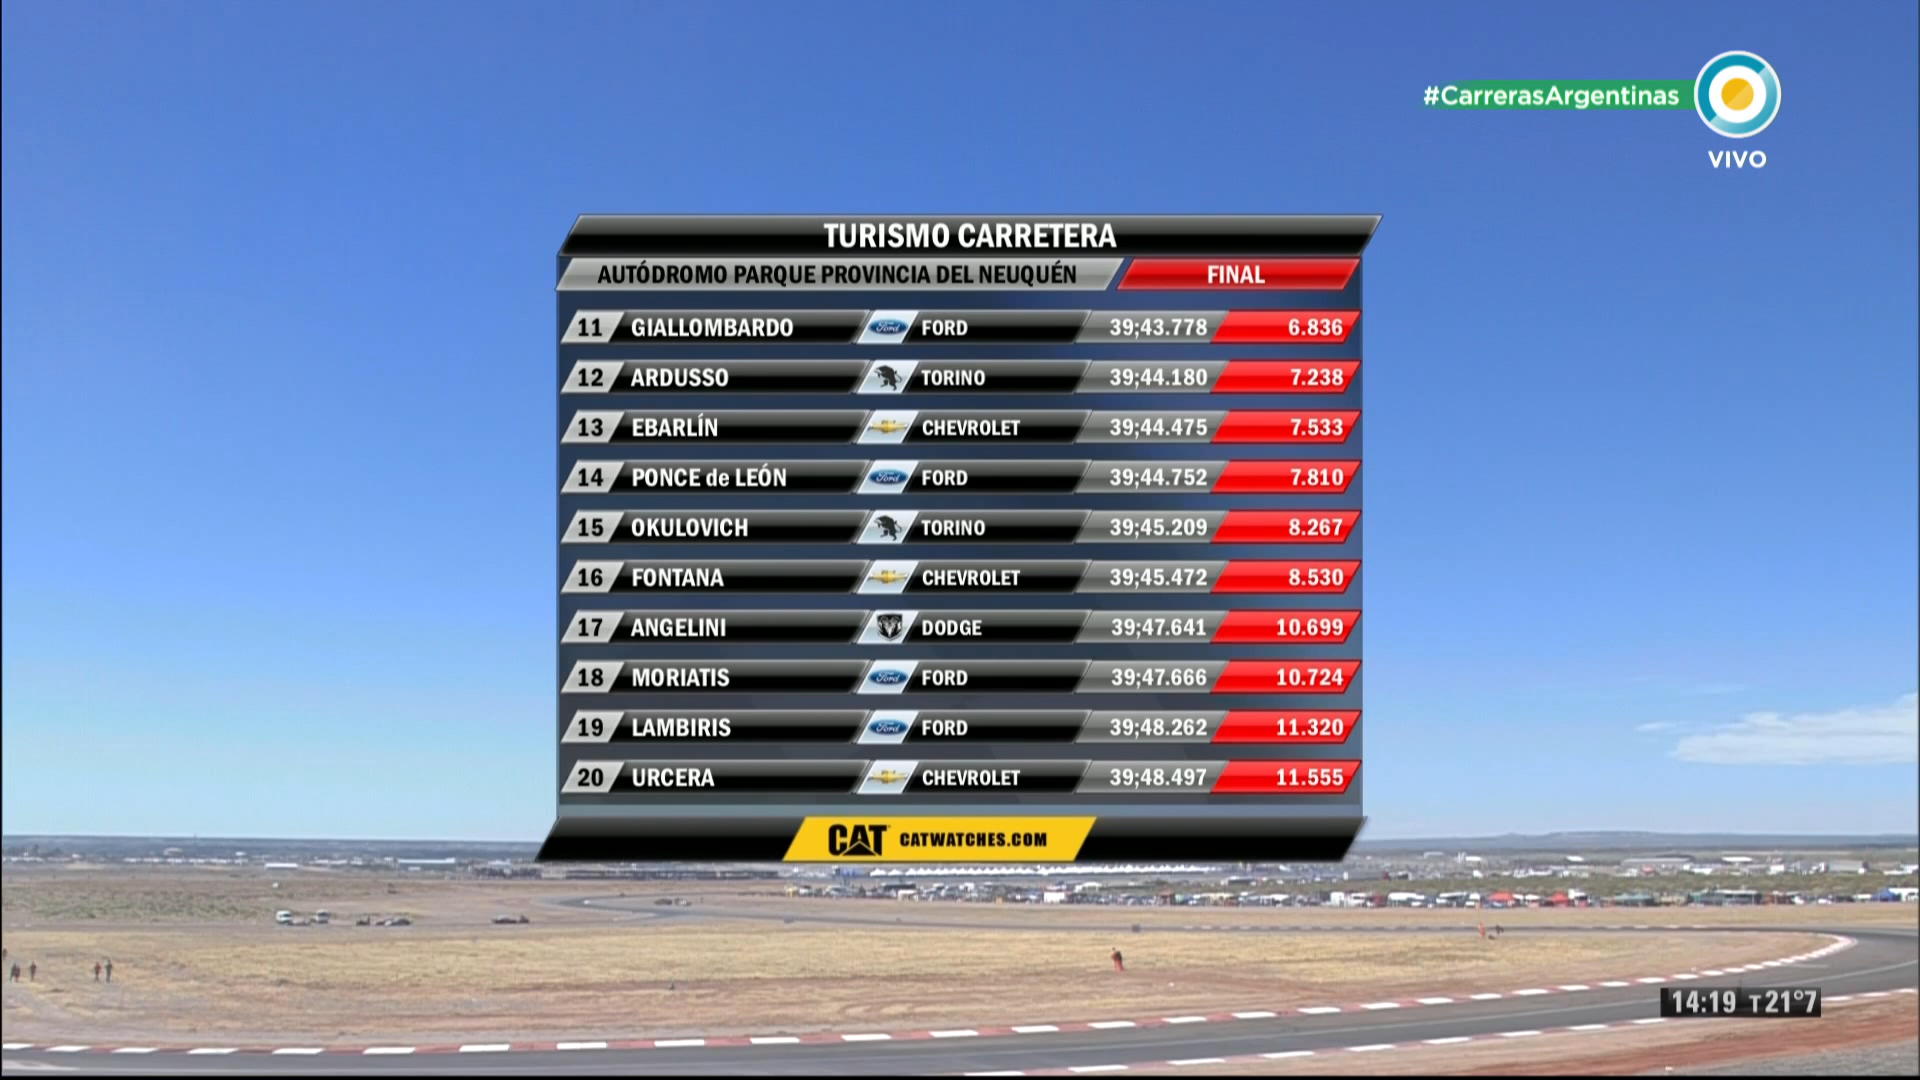 #CarrerasArgentinas
VIVO
TURISMO CARRETERA
AUTÓDROMO PARQUE PROVINCIA DEL NEUQUÉN FINAL
11 GIALLOMBARDO Ford FORD 39;43.778 6.836
12 ARDUSSO TORINO 39;44.180 7.238
13 EBARLÍN CHEVROLET 39;44.475 7.533
14 PONCE de LEÓN Ford FORD 39;44.752 7.810
15 OKULOVICH TORINO 39;45.209 8.267
16 FONTANA CHEVROLET 39;45.472 8.530
17 ANGELINI DODGE 39;47.641 10.699
18 MORIATIS Ford FORD 39;47.666 10.724
19 LAMBIRIS Ford FORD 39;48.262 11.320
20 URCERA CHEVROLET 39;48.497 11.555
CAT CATWATCHES.COM
14:19 T21°7